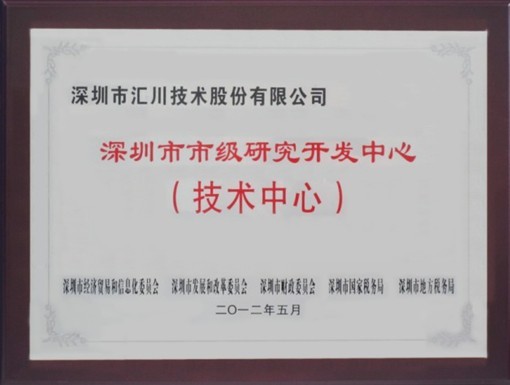 深圳市汇川技术股份有限公司
深圳市市级研究开发中心
（技术中心）
深圳市经济贸易和信息化委员会 深圳市发展和改革委员会 深圳市财政委员会 深圳市国家税务局 深圳市地方税务局
二〇一二年五月